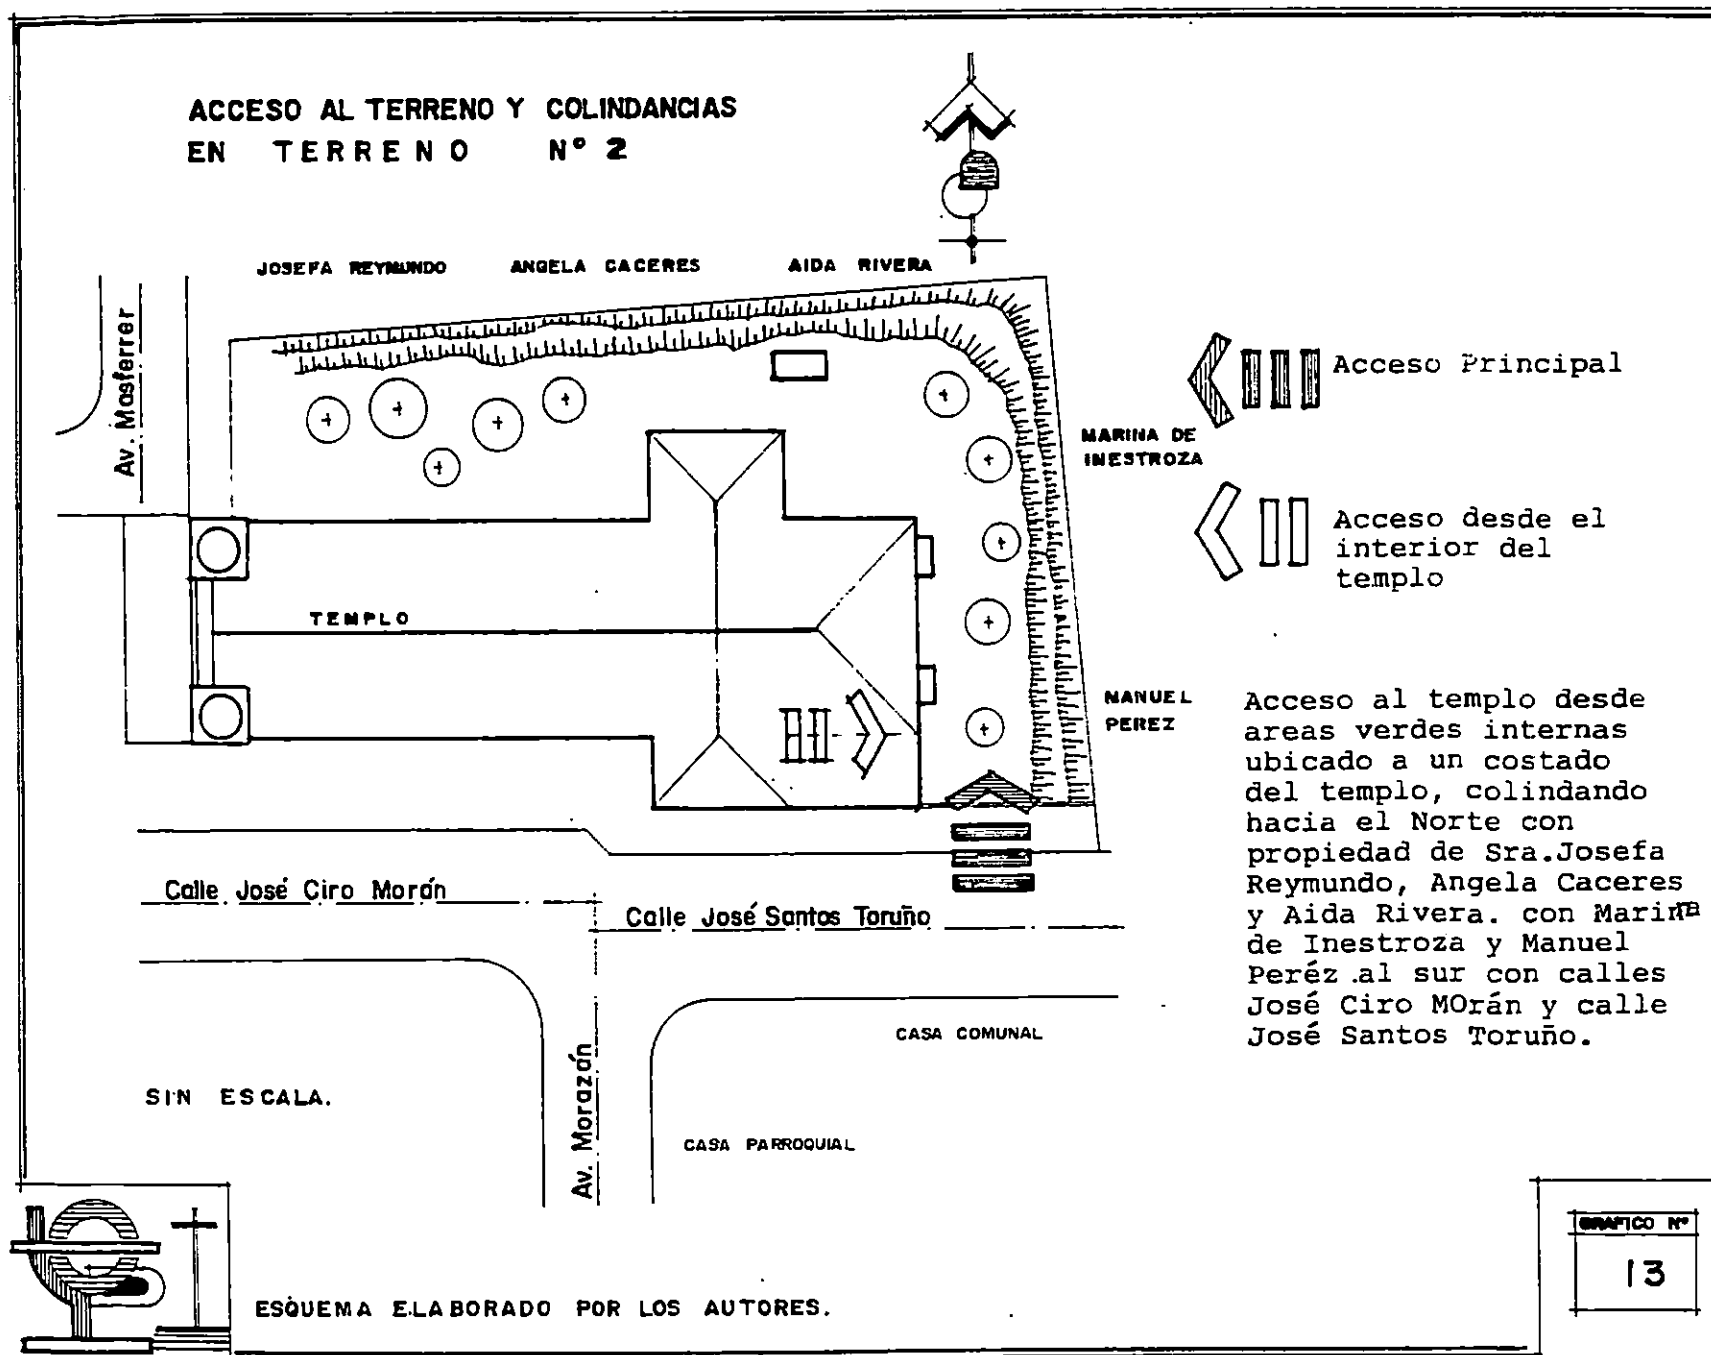 ACCESO AL TERRENO Y COLINDANCIAS
EN TERRENO N° 2
JOSEFA REYMUNDO ANGELA CACERES AIDA RIVERA
Av. Masferrer
Acceso Principal
MARINA DE
INESTROZA
Acceso desde el
interior del
templo
TEMPLO
MANUEL
PEREZ
Acceso al templo desde
areas verdes internas
ubicado a un costado
del templo, colindando
hacia el Norte con
propiedad de Sra.Josefa
Reymundo, Angela Caceres
y Aida Rivera. con Marina
de Inestroza y Manuel
Peréz.al sur con calles
José Ciro MOrán y calle
José Santos Toruño.
Calle José Ciro Morán
Calle José Santos Toruño
Av. Morazán
CASA COMUNAL
SIN ESCALA.
CASA PARROQUIAL
GRAFICO N°
13
ESQUEMA ELABORADO POR LOS AUTORES.